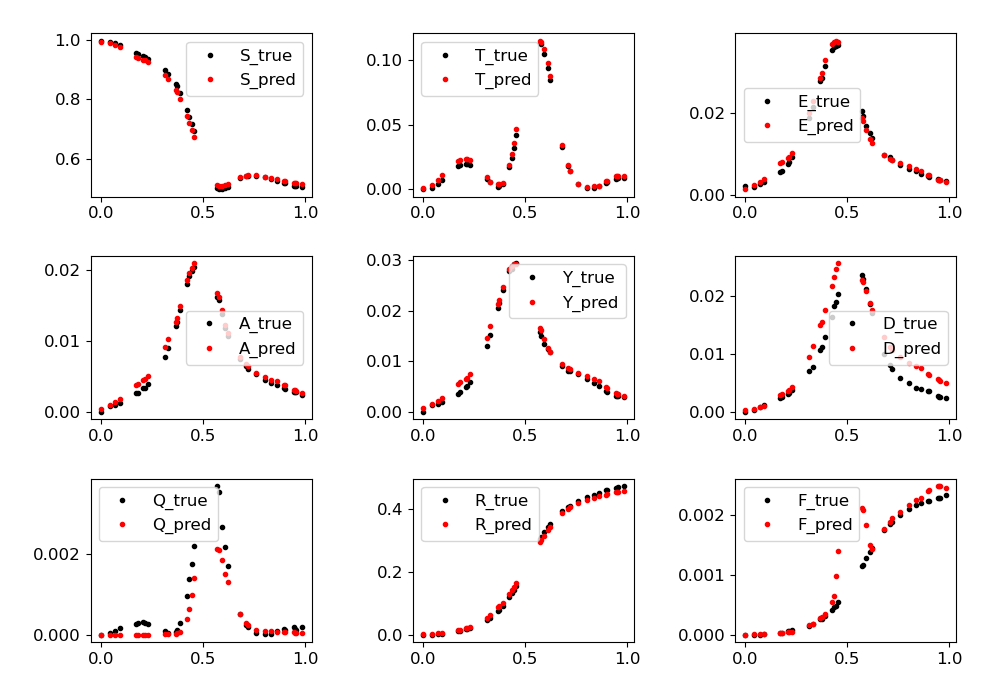 1.0
0.8
0.6
0.0 0.5 1.0
S_true
S_pred
0.10
0.05
0.00
0.0 0.5 1.0
T_true
T_pred
0.02
0.00
0.0 0.5 1.0
E_true
E_pred
0.02
0.01
0.00
0.0 0.5 1.0
A_true
A_pred
0.03
0.02
0.01
0.00
0.0 0.5 1.0
Y_true
Y_pred
0.02
0.01
0.00
0.0 0.5 1.0
D_true
D_pred
0.002
0.000
0.0 0.5 1.0
Q_true
Q_pred
0.4
0.2
0.0
0.0 0.5 1.0
R_true
R_pred
0.002
0.001
0.000
0.0 0.5 1.0
F_true
F_pred